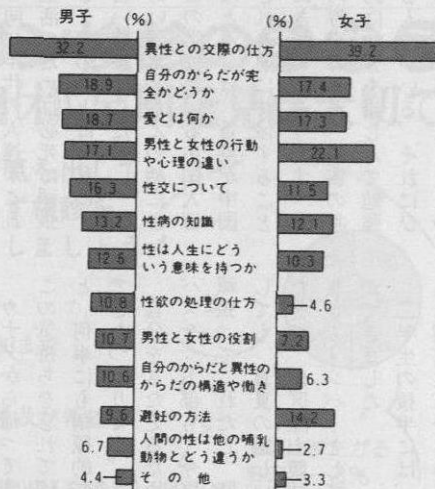 男子 (%) (%) 女子
32.2 異性との交際の仕方 39.2
18.9 自分のからだが完
全かどうか 17.4
18.7 愛とは何か 17.3
17.1 男性と女性の行動
や心理の違い 22.1
16.3 性交について 11.5
13.2 性病の知識 12.1
12.6 性は人生にどう
いう意味を持つか 10.3
10.8 性欲の処理の仕方 4.6
10.7 男性と女性の役割 7.2
10.6 自分のからだと異性の
からだの構造や働き 6.3
9.6 避妊の方法 14.2
6.7 人間の性は他の哺乳
動物とどう違うか 2.7
4.4 その他 3.3